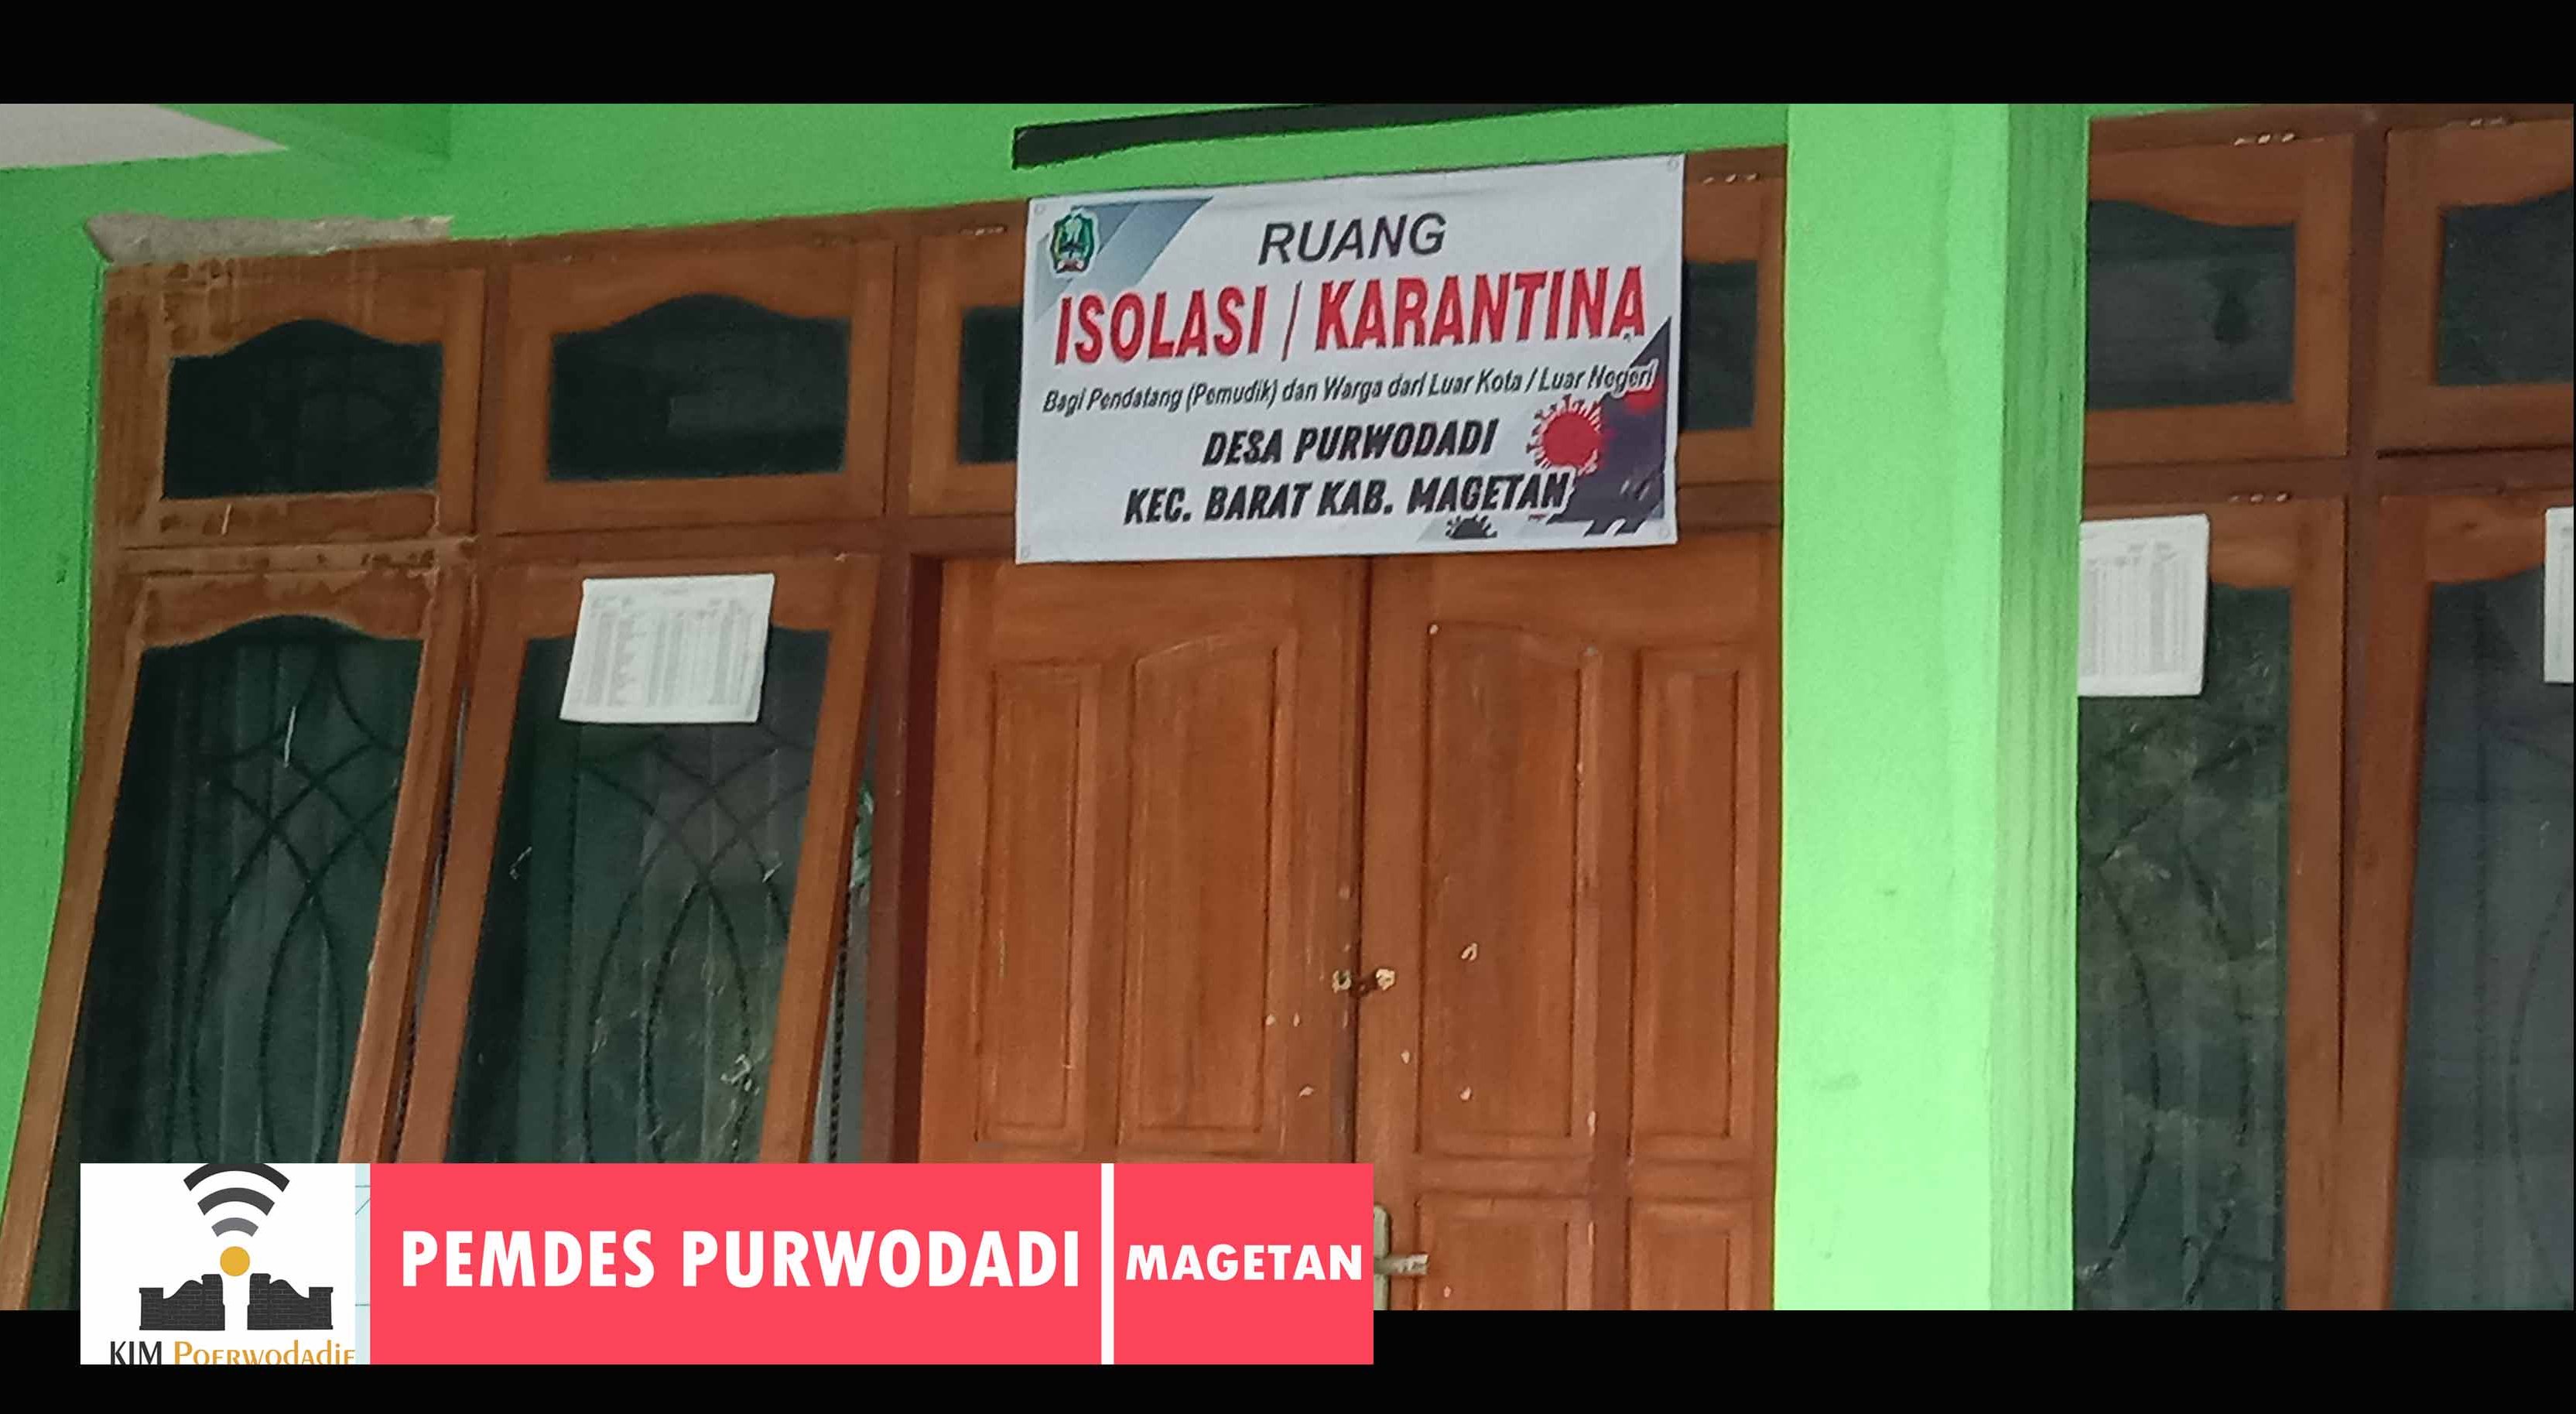 RUANG
ISOLASI / KARANTINA
Bagi Pendatang (Pemudik) dan Warga dari Luar Kota / Luar Negeri
DESA PURWODADI
KEC. BARAT KAB. MAGETAN
PEMDES PURWODADI
MAGETAN
KIM POERWODADIE